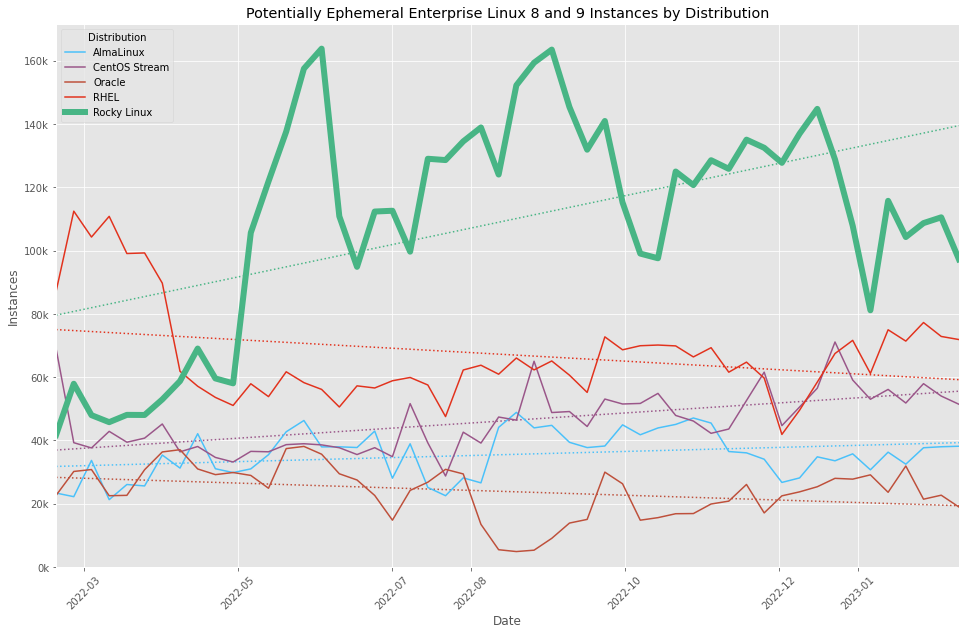 Potentially Ephemeral Enterprise Linux 8 and 9 Instances by Distribution
Distribution
AlmaLinux
CentOS Stream
Oracle
RHEL
Rocky Linux
160k
140k
120k
100k
80k
60k
40k
20k
0k
Instances
2022-03
2022-05
2022-07
2022-08
2022-10
2022-12
2023-01
Date